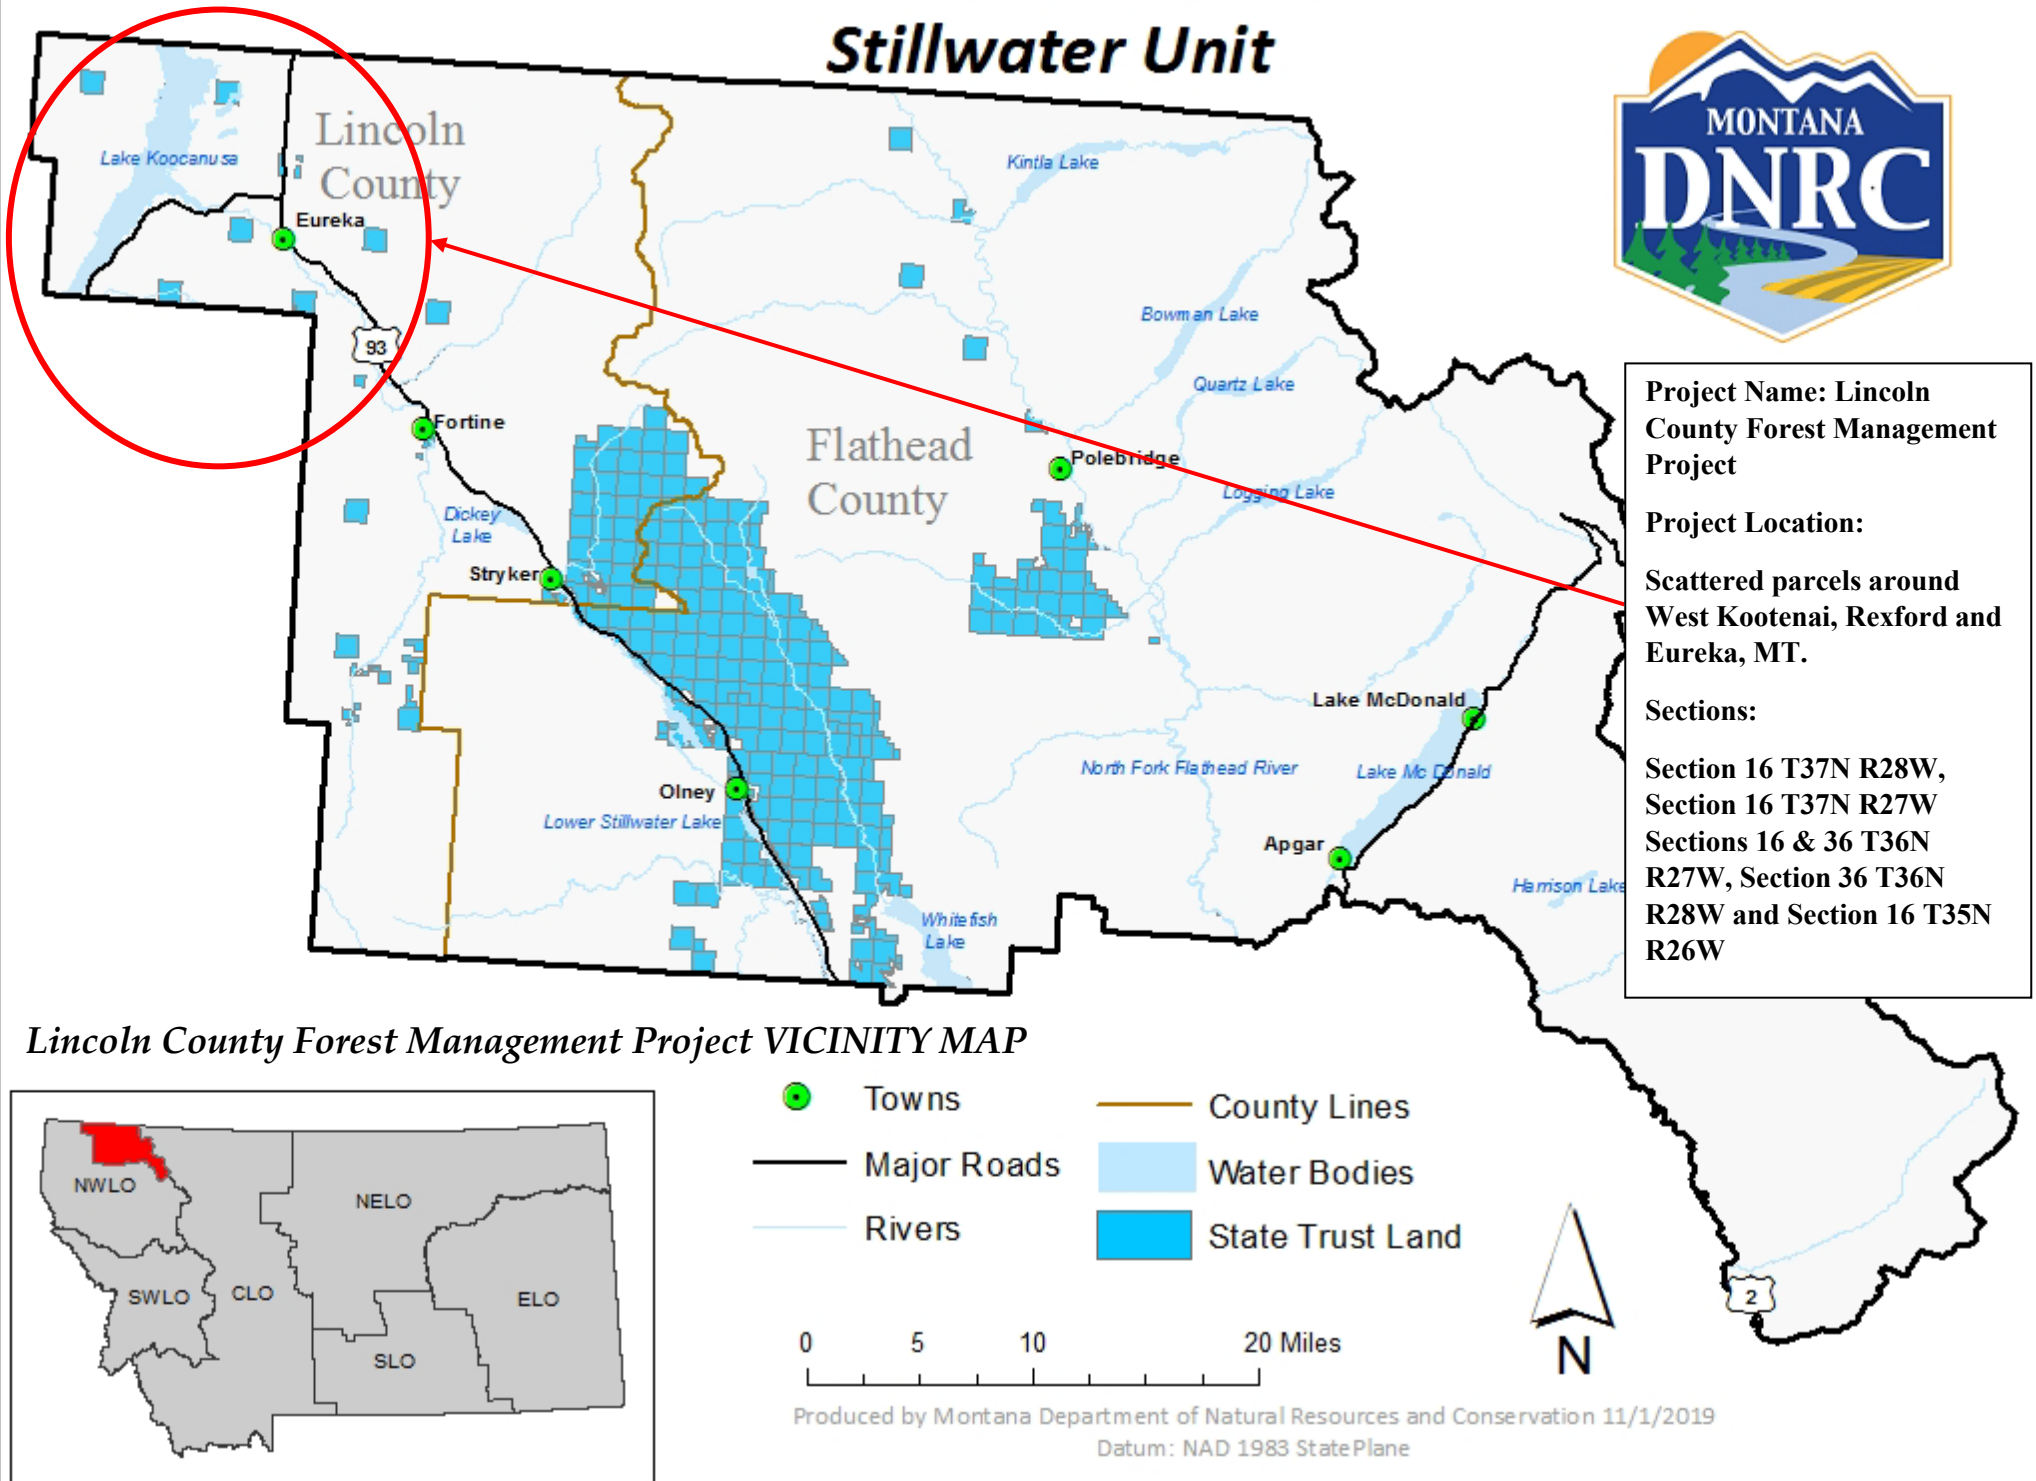 Stillwater Unit
MONTANA
DNRC
Lincoln
County
Lake Koocanusa
Eureka
Kintla Lake
Bowman Lake
93
Quartz Lake
Fortine
Flathead
County
Polebridge
Logging Lake
Dickey
Lake
Stryker
Lake McDonald
North Fork Flathead River
Lake Mc Donald
Olney
Lower Stillwater Lake
Apgar
Harrison Lake
Whitefish
Lake
Project Name: Lincoln
County Forest Management
Project
Project Location:
Scattered parcels around
West Kootenai, Rexford and
Eureka, MT.
Sections:
Section 16 T37N R28W,
Section 16 T37N R27W
Sections 16 & 36 T36N
R27W, Section 36 T36N
R28W and Section 16 T35N
R26W
Lincoln County Forest Management Project VICINITY MAP
NWLO
NELO
SWLO
CLO
ELO
SLO
Towns
Major Roads
Rivers
County Lines
Water Bodies
State Trust Land
0 5 10 20 Miles
N
2
Produced by Montana Department of Natural Resources and Conservation 11/1/2019
Datum: NAD 1983 StatePlane